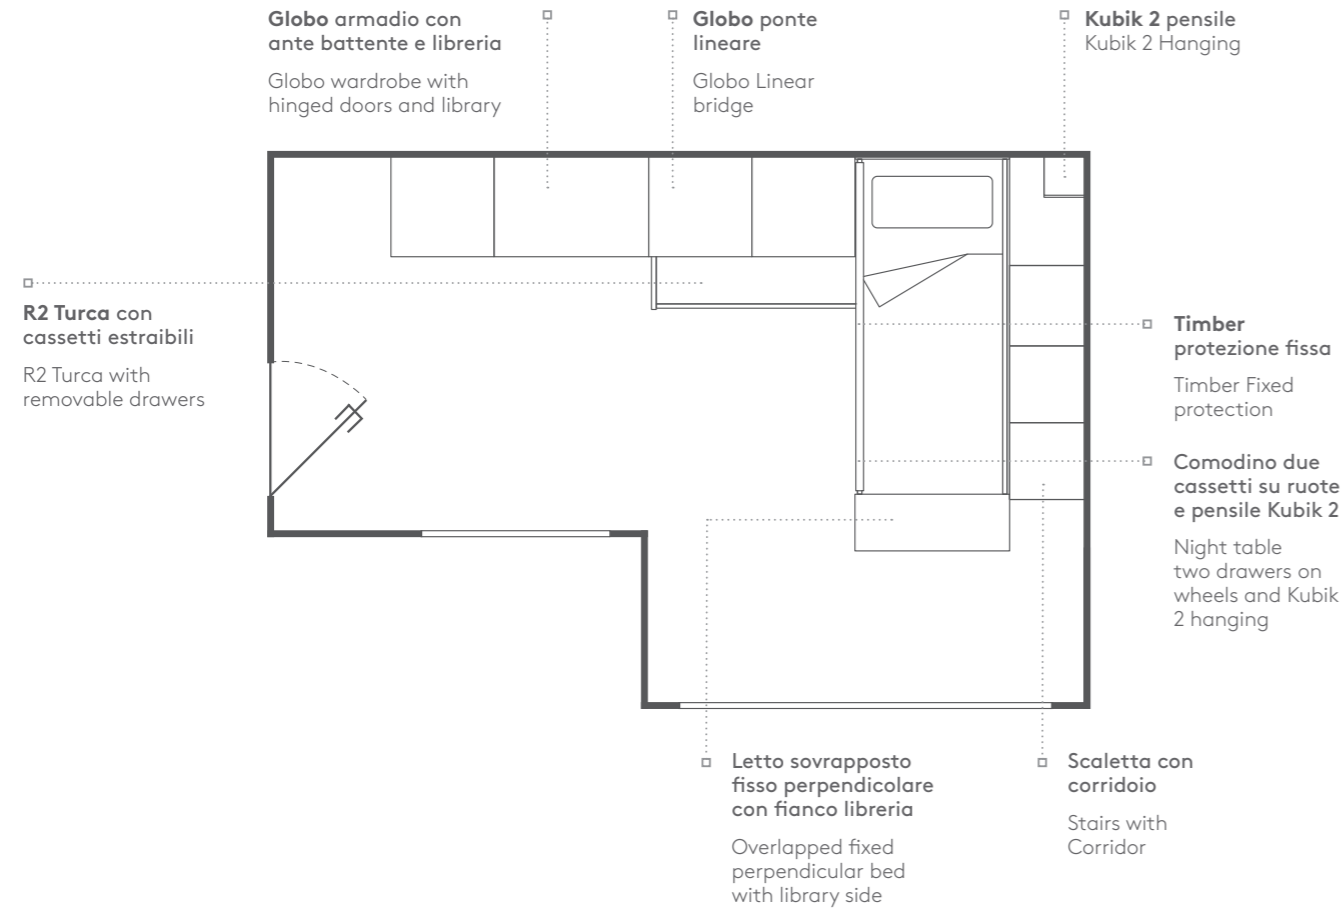 Globo armadio con
ante battente e libreria
Globo wardrobe with
hinged doors and library
Globo ponte
lineare
Globo Linear
bridge
Kubik 2 pensile
Kubik 2 Hanging
R2 Turca con
cassetti estraibili
R2 Turca with
removable drawers
Timber
protezione fissa
Timber Fixed
protection
Comodino due
cassetti su ruote
e pensile Kubik 2
Night table
two drawers on
wheels and Kubik
2 hanging
Letto sovrapposto
fisso perpendicolare
con fianco libreria
Overlapped fixed
perpendicular bed
with library side
Scaletta con
corridoio
Stairs with
Corridor